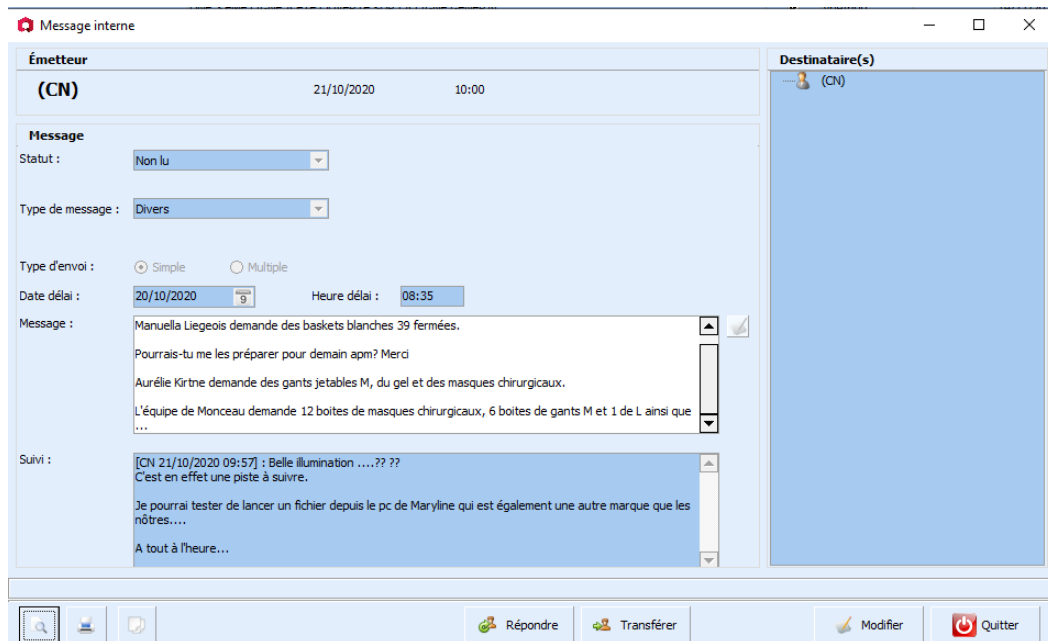 Message interne
Émetteur
(CN)
21/10/2020
10:00
Destinataire(s)
(CN)
Message
Statut :
Non lu
Type de message :
Divers
Type d'envoi :
Simple
Multiple
Date délai :
20/10/2020
9
Heure délai :
08:35
Message :
Manuella Liegeois demande des baskets blanches 39 fermées.
Pourrais-tu me les préparer pour demain apm? Merci
Aurélie Kirtne demande des gants jetables M, du gel et des masques chirurgicaux.
L'équipe de Monceau demande 12 boites de masques chirurgicaux, 6 boites de gants M et 1 de L ainsi que
...
Suivi :
[CN 21/10/2020 09:57] : Belle illumination ....?? ??
C'est en effet une piste à suivre.
Je pourrai tester de lancer un fichier depuis le pc de Maryline qui est également une autre marque que les
nôtres....
A tout à l'heure...
Répondre
Transférer
Modifier
Quitter